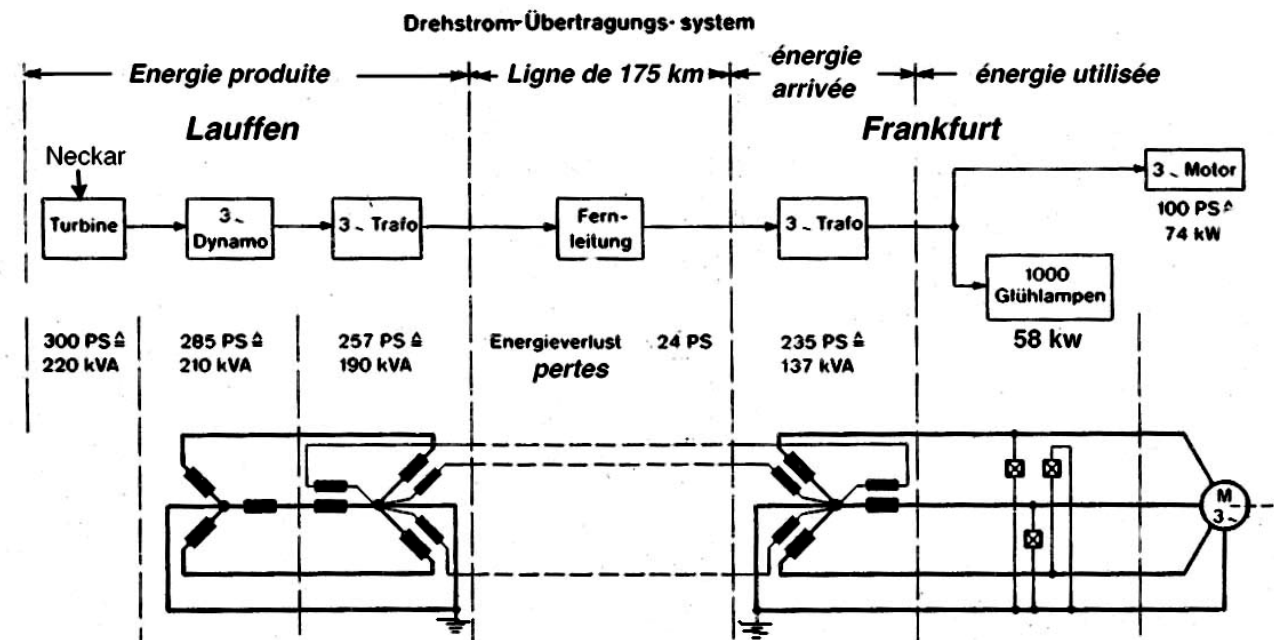 Drehstrom-Übertragungs-system
Energie produite
Ligne de 175 km
énergie
arrivée
énergie utilisée
Lauffen
Frankfurt
Neckar
Turbine
3~
Dynamo
3~ Trafo
Fern-
leitung
3~ Trafo
3~ Motor
100 PS≙
74 kW
1000
Glühlampen
58 kw
300 PS≙
220 kVA
285 PS≙
210 kVA
257 PS≙
190 kVA
Energieverlust 24 PS
pertes
235 PS≙
137 kVA
M
3~